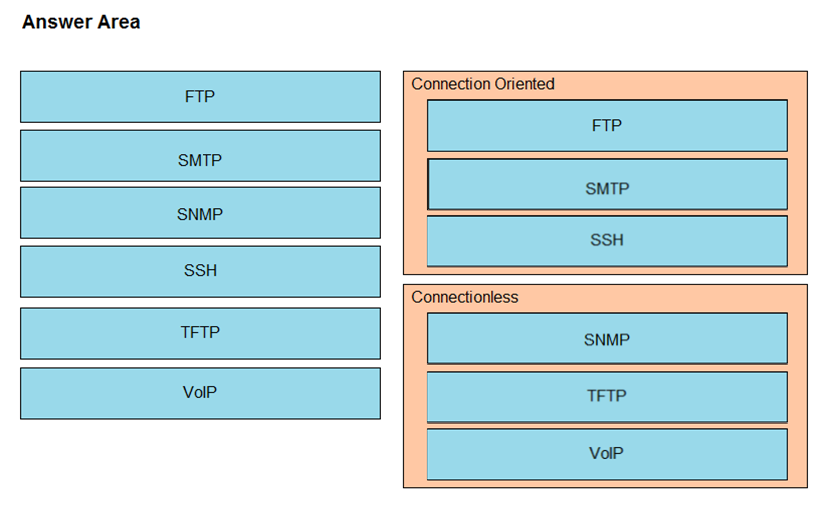 Answer Area
FTP
SMTP
SNMP
SSH
TFTP
VoIP
Connection Oriented
FTP
SMTP
SSH
Connectionless
SNMP
TFTP
VoIP